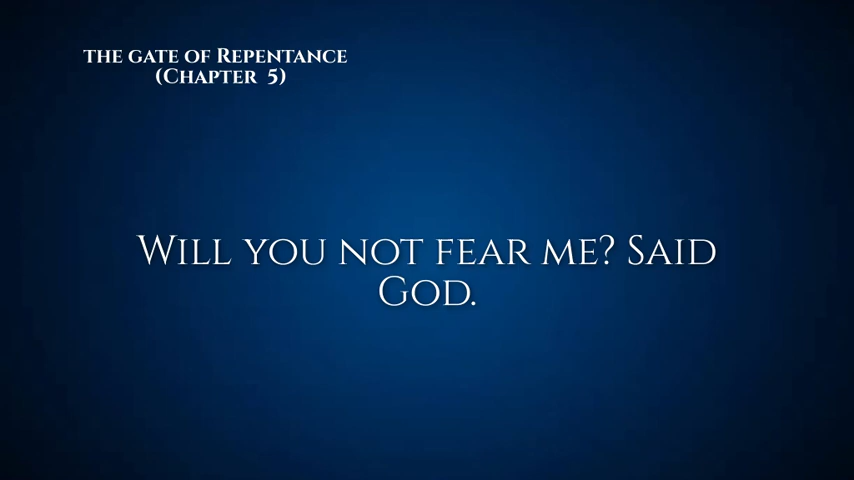 the gate of Repentance
(Chapter 5)
Will you not fear me? Said
God.